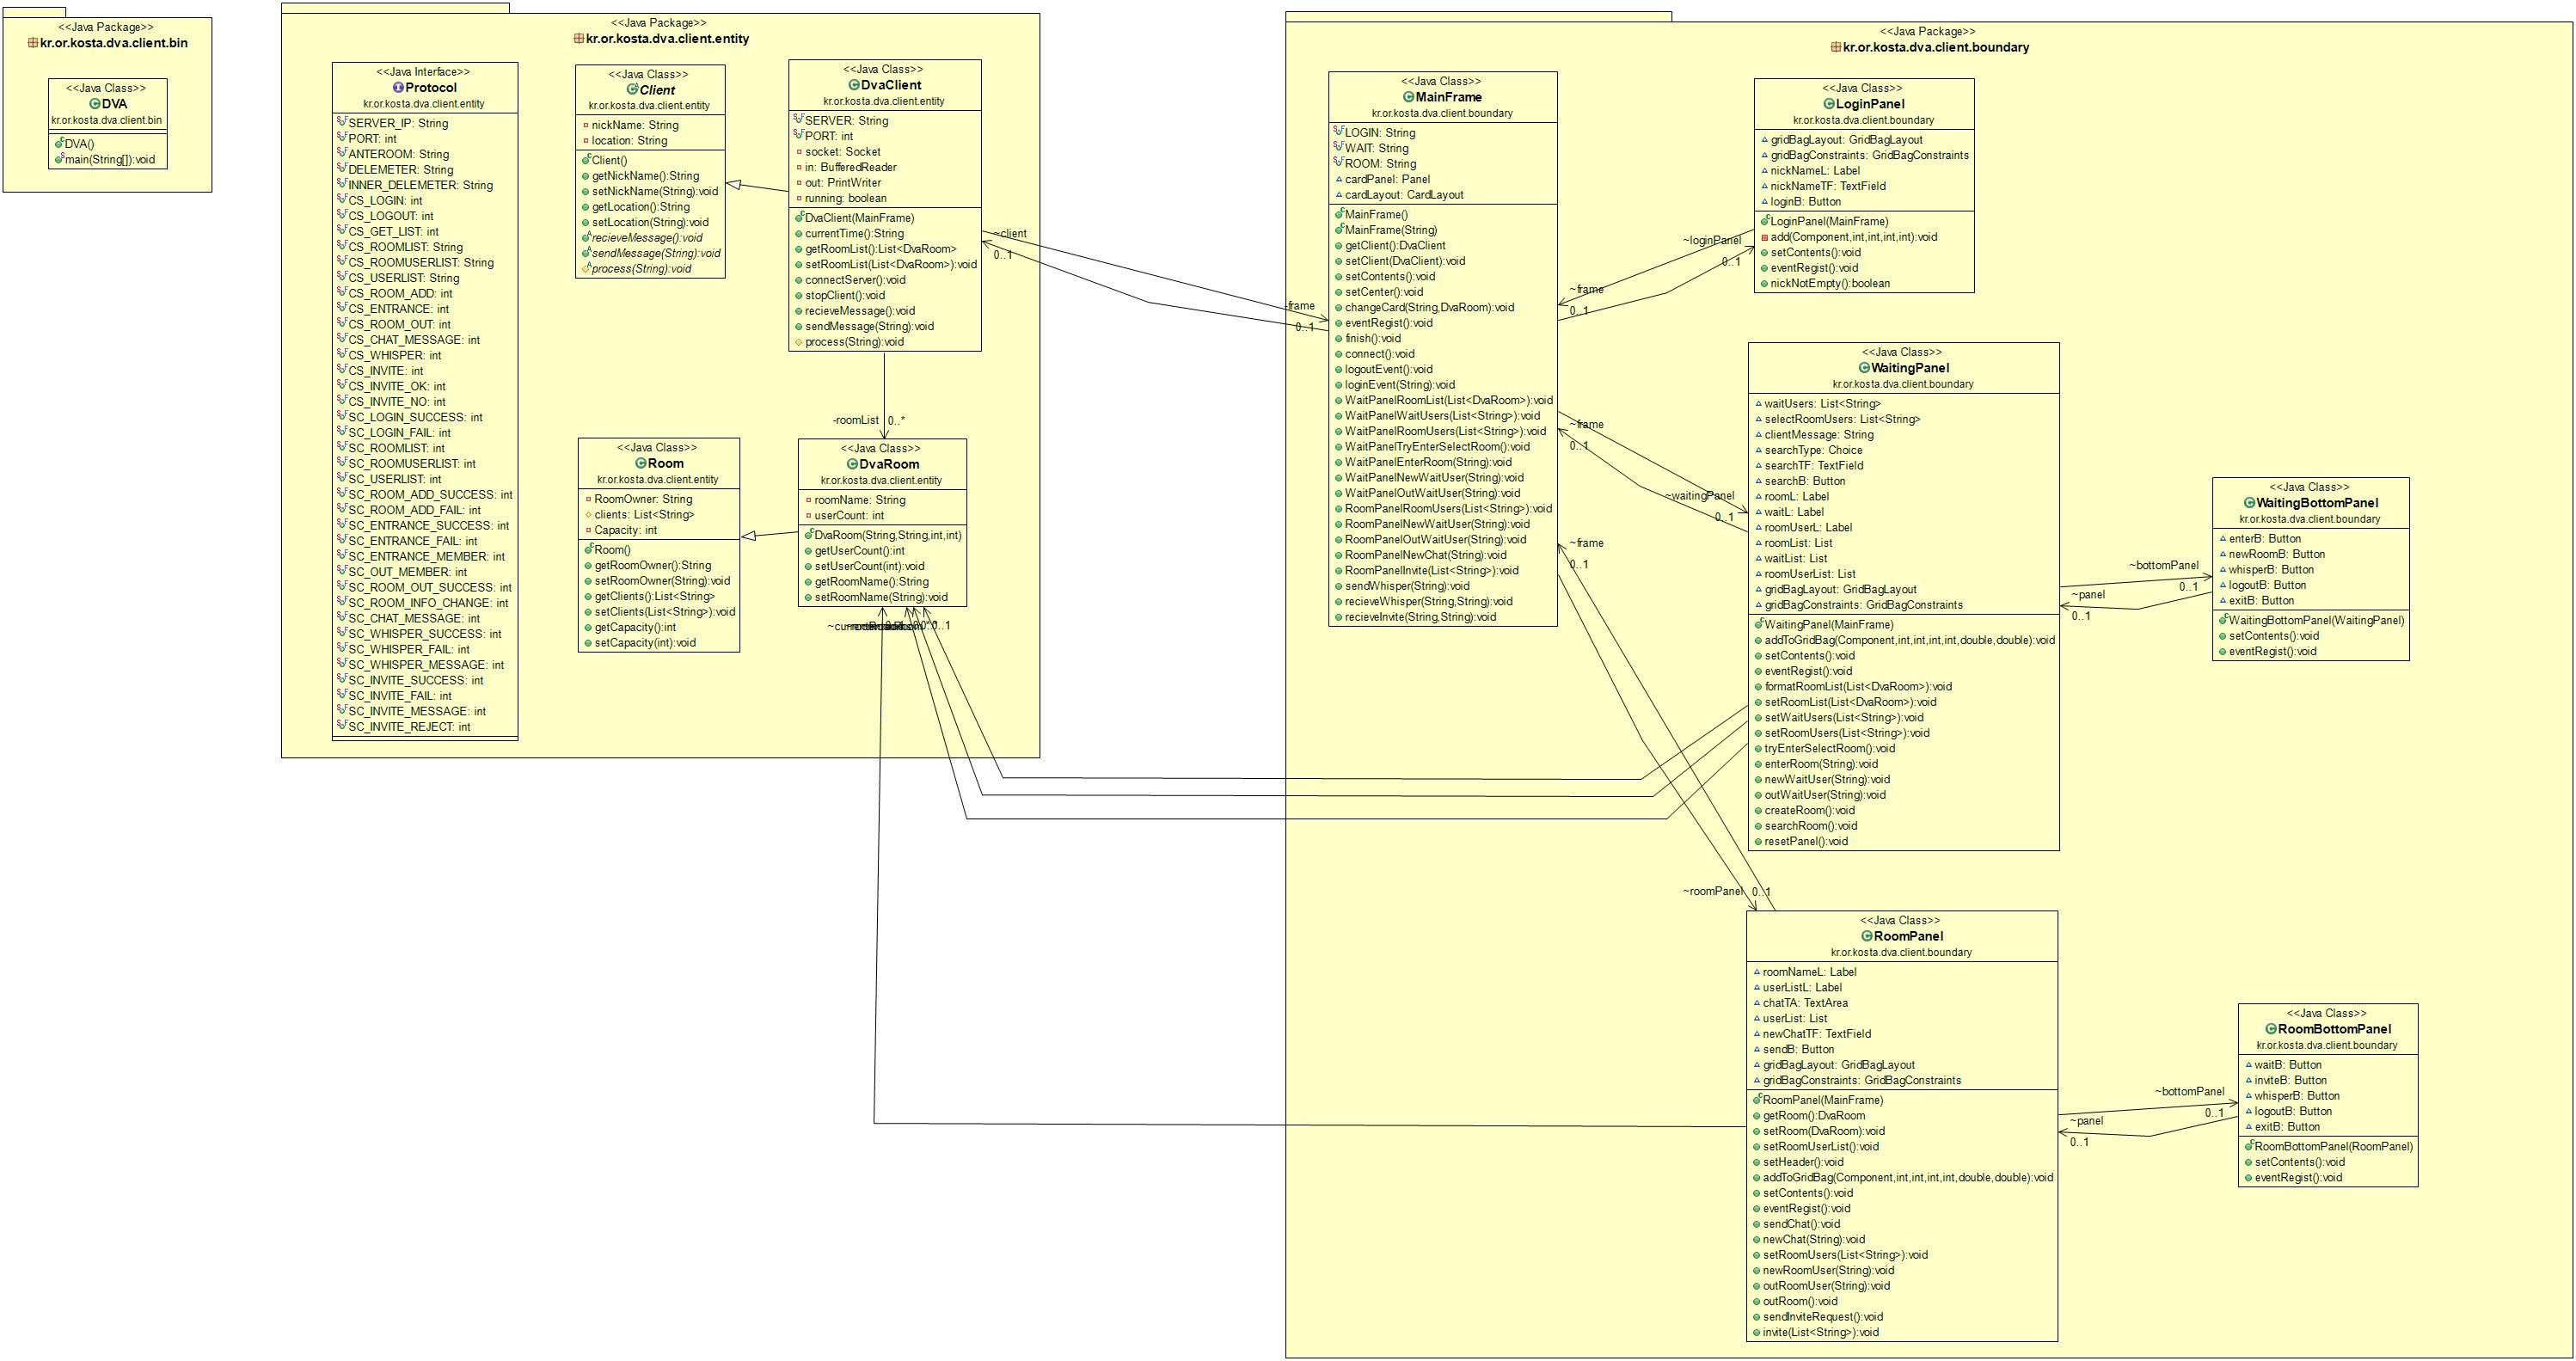 <<Java Package>>
kr.or.kosta.dva.client.bin
<<Java Class>>
DVA
kr.or.kosta.dva.client.bin
DVA()
main(String[]):void
<<Java Package>>
kr.or.kosta.dva.client.entity
<<Java Interface>>
Protocol
kr.or.kosta.dva.client.entity
SERVER_IP: String
PORT: int
ANTEROOM: String
DELEMETER: String
INNER_DELEMETER: String
CS_LOGIN: int
CS_LOGOUT: int
CS_GET_LIST: int
CS_ROOMLIST: String
CS_ROOMUSERLIST: String
CS_USERLIST: String
CS_ROOM_ADD: int
CS_ENTRANCE: int
CS_ROOM_OUT: int
CS_CHAT_MESSAGE: int
CS_WHISPER: int
CS_INVITE: int
CS_INVITE_OK: int
CS_INVITE_NO: int
SC_LOGIN_SUCCESS: int
SC_LOGIN_FAIL: int
SC_ROOMLIST: int
SC_ROOMUSERLIST: int
SC_USERLIST: int
SC_ROOM_ADD_SUCCESS: int
SC_ROOM_ADD_FAIL: int
SC_ENTRANCE_SUCCESS: int
SC_ENTRANCE_FAIL: int
SC_ENTRANCE_MEMBER: int
SC_OUT_MEMBER: int
SC_ROOM_OUT_SUCCESS: int
SC_ROOM_INFO_CHANGE: int
SC_CHAT_MESSAGE: int
SC_WHISPER_SUCCESS: int
SC_WHISPER_FAIL: int
SC_WHISPER_MESSAGE: int
SC_INVITE_SUCCESS: int
SC_INVITE_FAIL: int
SC_INVITE_MESSAGE: int
SC_INVITE_REJECT: int
<<Java Class>>
Client
kr.or.kosta.dva.client.entity
nickName: String
location: String
Client()
getNickName():String
setNickName(String):void
getLocation():String
setLocation(String):void
recieveMessage():void
sendMessage(String):void
process(String):void
<<Java Class>>
DvaClient
kr.or.kosta.dva.client.entity
SERVER: String
PORT: int
socket: Socket
in: BufferedReader
out: PrintWriter
running: boolean
DvaClient(MainFrame)
currentTime():String
getRoomList():List<DvaRoom>
setRoomList(List<DvaRoom>):void
connectServer():void
stopClient():void
recieveMessage():void
sendMessage(String):void
process(String):void
~client
0..1
-frame
0..1
-roomList
0..*
<<Java Class>>
Room
kr.or.kosta.dva.client.entity
RoomOwner: String
clients: List<String>
Capacity: int
Room()
getRoomOwner():String
setRoomOwner(String):void
getClients():List<String>
setClients(List<String>):void
getCapacity():int
setCapacity(int):void
<<Java Class>>
DvaRoom
kr.or.kosta.dva.client.entity
roomName: String
userCount: int
DvaRoom(String,String,int,int)
getUserCount():int
setUserCount(int):void
getRoomName():String
setRoomName(String):void
0..1
<<Java Package>>
kr.or.kosta.dva.client.boundary
<<Java Class>>
MainFrame
kr.or.kosta.dva.client.boundary
LOGIN: String
WAIT: String
ROOM: String
cardPanel: Panel
cardLayout: CardLayout
MainFrame()
MainFrame(String)
getClient():DvaClient
setClient(DvaClient):void
setContents():void
setCenter():void
changeCard(String,DvaRoom):void
eventRegist():void
finish():void
connect():void
logoutEvent():void
loginEvent(String):void
WaitPanelRoomList(List<DvaRoom>):void
WaitPanelWaitUsers(List<String>):void
WaitPanelRoomUsers(List<String>):void
WaitPanelTryEnterSelectRoom():void
WaitPanelEnterRoom(String):void
WaitPanelNewWaitUser(String):void
WaitPanelOutWaitUser(String):void
RoomPanelRoomUsers(List<String>):void
RoomPanelNewWaitUser(String):void
RoomPanelOutWaitUser(String):void
RoomPanelNewChat(String):void
RoomPanelInvite(List<String>):void
sendWhisper(String):void
recieveWhisper(String,String):void
recieveInvite(String,String):void
~loginPanel
0..1
~frame
0..1
~frame
0..1
~waitingPanel
0..1
~frame
0..1
~roomPanel
0..1
<<Java Class>>
LoginPanel
kr.or.kosta.dva.client.boundary
gridBagLayout: GridBagLayout
gridBagConstraints: GridBagConstraints
nickNameL: Label
nickNameTF: TextField
loginB: Button
LoginPanel(MainFrame)
add(Component,int,int,int,int):void
setContents():void
eventRegist():void
nickNotEmpty():boolean
<<Java Class>>
WaitingPanel
kr.or.kosta.dva.client.boundary
waitUsers: List<String>
selectRoomUsers: List<String>
clientMessage: String
searchType: Choice
searchTF: TextField
searchB: Button
roomL: Label
waitL: Label
roomUserL: Label
roomList: List
waitList: List
roomUserList: List
gridBagLayout: GridBagLayout
gridBagConstraints: GridBagConstraints
WaitingPanel(MainFrame)
addToGridBag(Component,int,int,int,int,double,double):void
setContents():void
eventRegist():void
formatRoomList(List<DvaRoom>):void
setRoomList(List<DvaRoom>):void
setWaitUsers(List<String>):void
setRoomUsers(List<String>):void
tryEnterSelectRoom():void
enterRoom(String):void
newWaitUser(String):void
outWaitUser(String):void
createRoom():void
searchRoom():void
resetPanel():void
~bottomPanel
0..1
~panel
0..1
<<Java Class>>
WaitingBottomPanel
kr.or.kosta.dva.client.boundary
enterB: Button
newRoomB: Button
whisperB: Button
logoutB: Button
exitB: Button
WaitingBottomPanel(WaitingPanel)
setContents():void
eventRegist():void
<<Java Class>>
RoomPanel
kr.or.kosta.dva.client.boundary
roomNameL: Label
userListL: Label
chatTA: TextArea
userList: List
newChatTF: TextField
sendB: Button
gridBagLayout: GridBagLayout
gridBagConstraints: GridBagConstraints
RoomPanel(MainFrame)
getRoom():DvaRoom
setRoom(DvaRoom):void
setRoomUserList():void
setHeader():void
addToGridBag(Component,int,int,int,int,double,double):void
setContents():void
eventRegist():void
sendChat():void
newChat(String):void
setRoomUsers(List<String>):void
newRoomUser(String):void
outRoomUser(String):void
outRoom():void
sendInviteRequest():void
invite(List<String>):void
~bottomPanel
0..1
~panel
0..1
<<Java Class>>
RoomBottomPanel
kr.or.kosta.dva.client.boundary
waitB: Button
inviteB: Button
whisperB: Button
logoutB: Button
exitB: Button
RoomBottomPanel(RoomPanel)
setContents():void
eventRegist():void